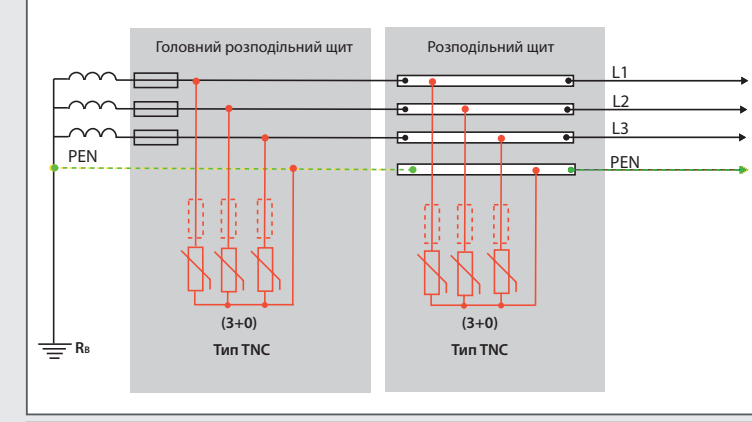 Головний розподільний щит
Розподільний щит
L1
L2
L3
PEN
PEN
(3+0)
(3+0)
Тип TNC
Тип TNC
RB